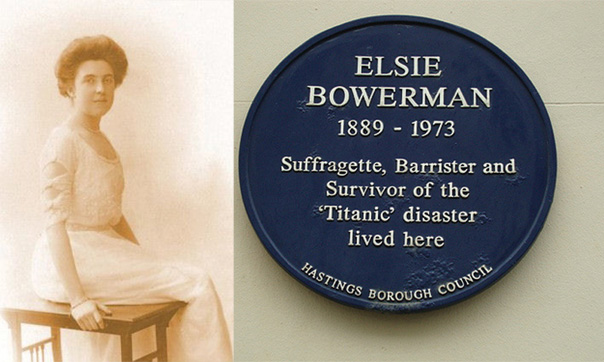 ELSIE
BOWERMAN
1889 - 1973
Suffragette, Barrister and
Survivor of the
‘Titanic’ disaster
lived here
HASTINGS BOROUGH COUNCIL